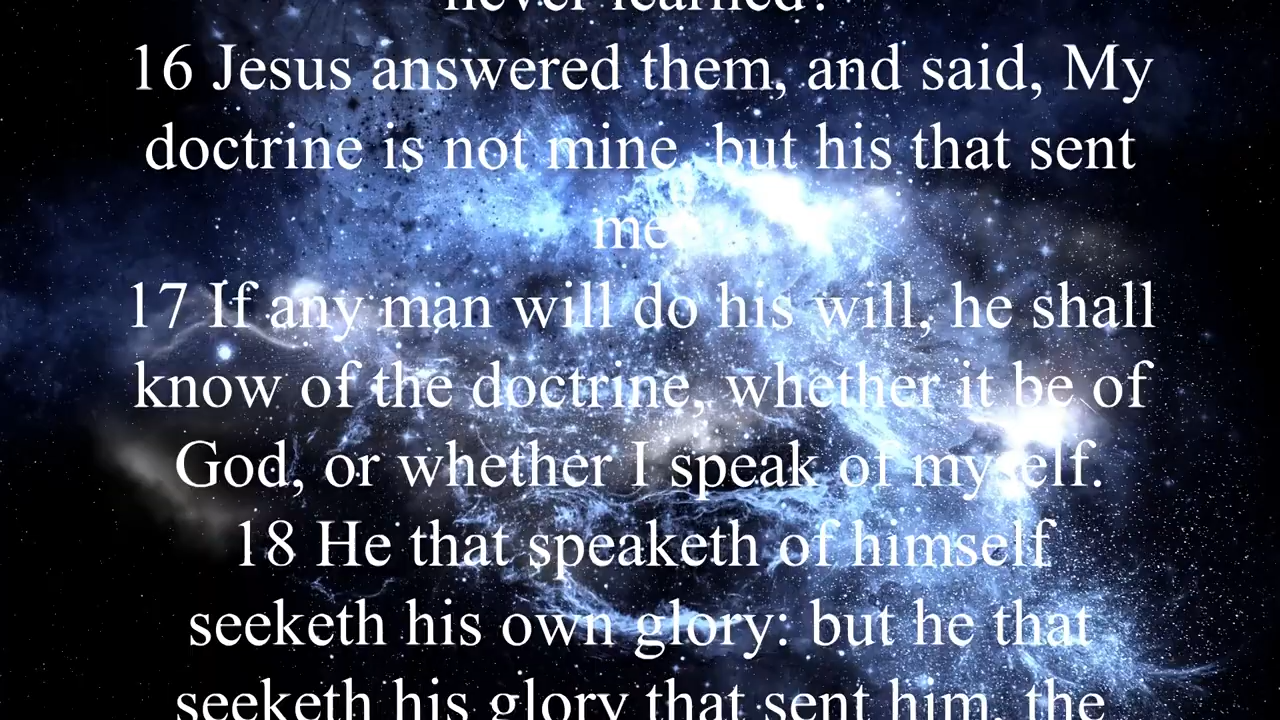 never learned?
16 Jesus answered them, and said, My
doctrine is not mine, but his that sent
me.
17 If any man will do his will, he shall
know of the doctrine, whether it be of
God, or whether I speak of myself.
18 He that speaketh of himself
seeketh his own glory: but he that
seeketh his glory that sent him, the